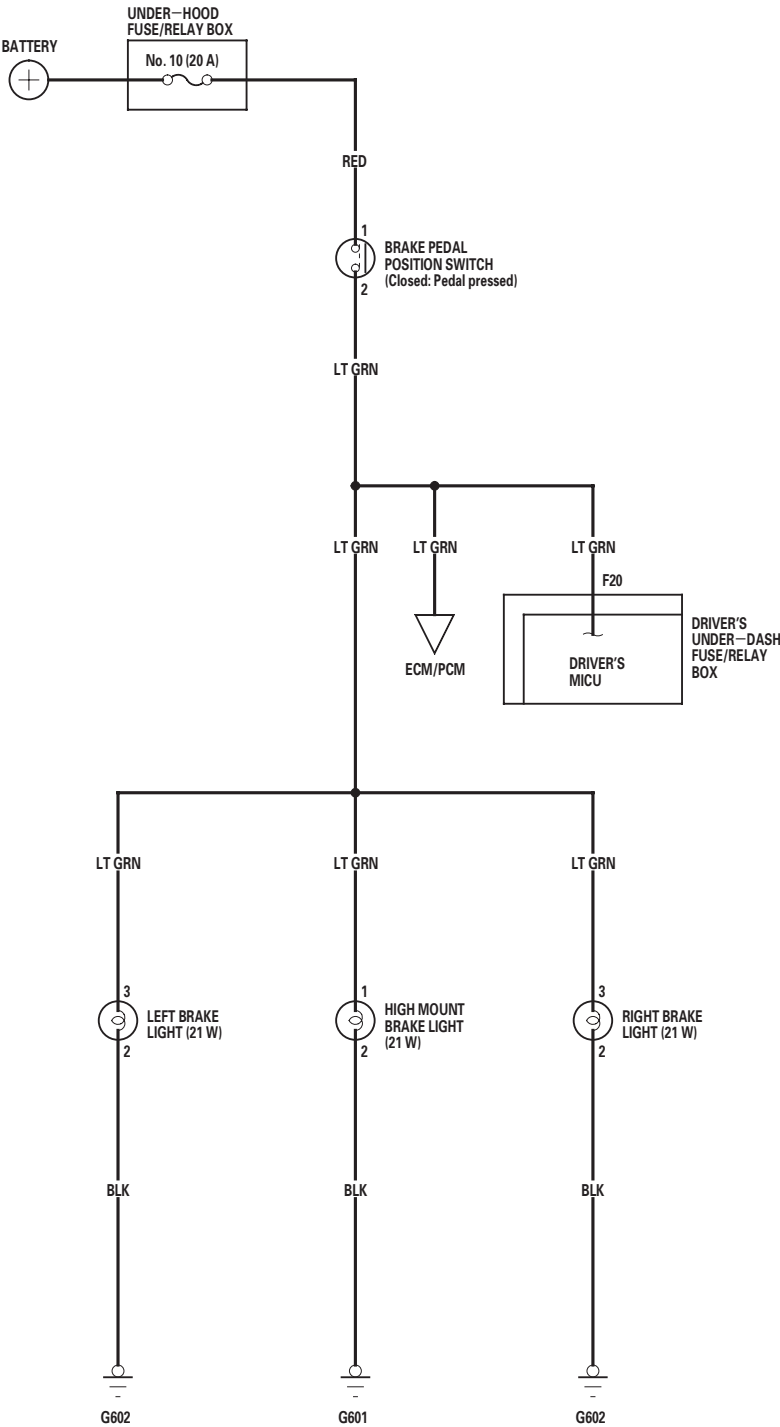 UNDER—HOOD
FUSE/RELAY BOX
BATTERY
No. 10 (20 A)
RED
1
BRAKE PEDAL
POSITION SWITCH
(Closed: Pedal pressed)
2
LT GRN
LT GRN
LT GRN
LT GRN
F20
DRIVER'S
UNDER—DASH
FUSE/RELAY
BOX
ECM/PCM
DRIVER'S
MICU
LT GRN
LT GRN
LT GRN
3
LEFT BRAKE
LIGHT (21 W)
2
1
HIGH MOUNT
BRAKE LIGHT
(21 W)
2
3
RIGHT BRAKE
LIGHT (21 W)
2
BLK
BLK
BLK
G602
G601
G602